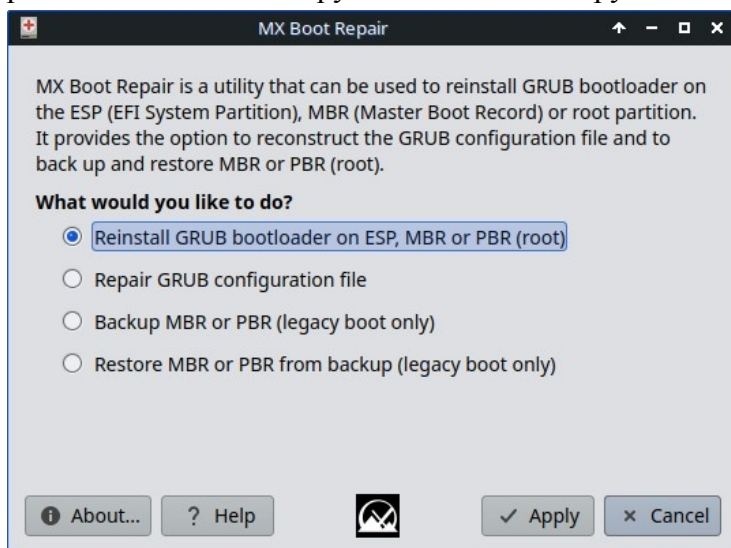 MX Boot Repair
MX Boot Repair is a utility that can be used to reinstall GRUB bootloader on
the ESP (EFI System Partition), MBR (Master Boot Record) or root partition.
It provides the option to reconstruct the GRUB configuration file and to
back up and restore MBR or PBR (root).
What would you like to do?
Reinstall GRUB bootloader on ESP, MBR or PBR (root)
Repair GRUB configuration file
Backup MBR or PBR (legacy boot only)
Restore MBR or PBR from backup (legacy boot only)
About... ? Help Apply Cancel